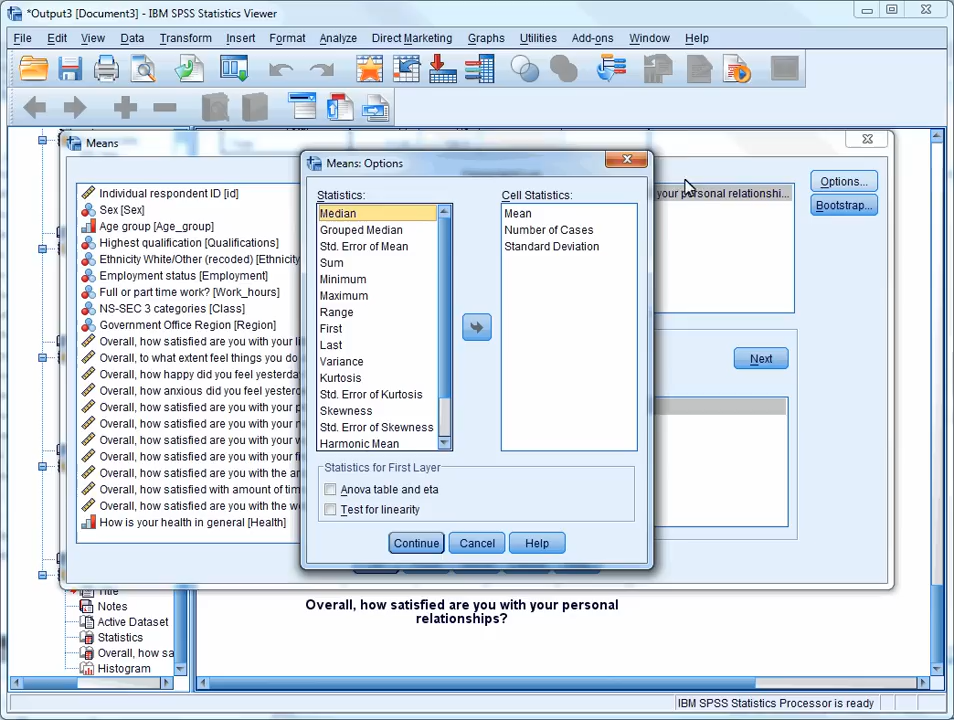 *Output3 [Document3] - IBM SPSS Statistics Viewer
File Edit View Data Transform Insert Format Analyze Direct Marketing Graphs Utilities Add-ons Window Help
Means
Individual respondent ID [id]
Sex [Sex]
Age group [Age_group]
Highest qualification [Qualifications]
Ethnicity White/Other (recoded) [Ethnicity
Employment status [Employment]
Full or part time work? [Work_hours]
NS-SEC 3 categories [Class]
Government Office Region [Region]
Overall, how satisfied are you with your
Overall, to what extent feel things you do
Overall, how happy did you feel yesterda
Overall, how anxious did you feel yesterd
Overall, how satisfied are you with your
Overall, how satisfied are you with your
Overall, how satisfied are you with your
Overall, how satisfied are you with your
Overall, how satisfied are you with the
Overall, how satisfied with amount of tim
Overall, how satisfied are you with the
How is your health in general [Health]
Means: Options
Statistics:
Median
Grouped Median
Std. Error of Mean
Sum
Minimum
Maximum
Range
First
Last
Variance
Kurtosis
Std. Error of Kurtosis
Skewness
Std. Error of Skewness
Harmonic Mean
Cell Statistics:
Mean
Number of Cases
Standard Deviation
Statistics for First Layer
Anova table and eta
Test for linearity
Continue Cancel Help
your personal relationshi...
Options...
Bootstrap...
Next
Title
Notes
Active Dataset
Statistics
Overall, how sa
Histogram
Overall, how satisfied are you with your personal
relationships?
IBM SPSS Statistics Processor is ready